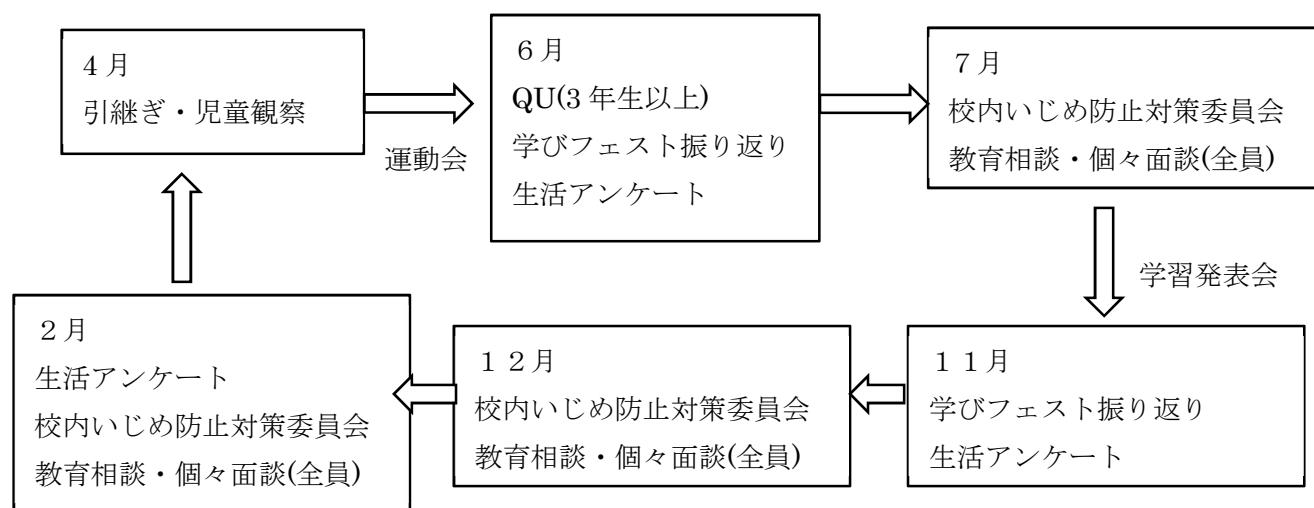 4月
引継ぎ・児童観察
運動会
６月
QU(3 年生以上)
学びフェスト振り返り
生活アンケート
７月
校内いじめ防止対策委員会
教育相談・個々面談(全員)
学習発表会
１１月
学びフェスト振り返り
生活アンケート
１２月
校内いじめ防止対策委員会
教育相談・個々面談(全員)
２月
生活アンケート
校内いじめ防止対策委員会
教育相談・個々面談(全員)